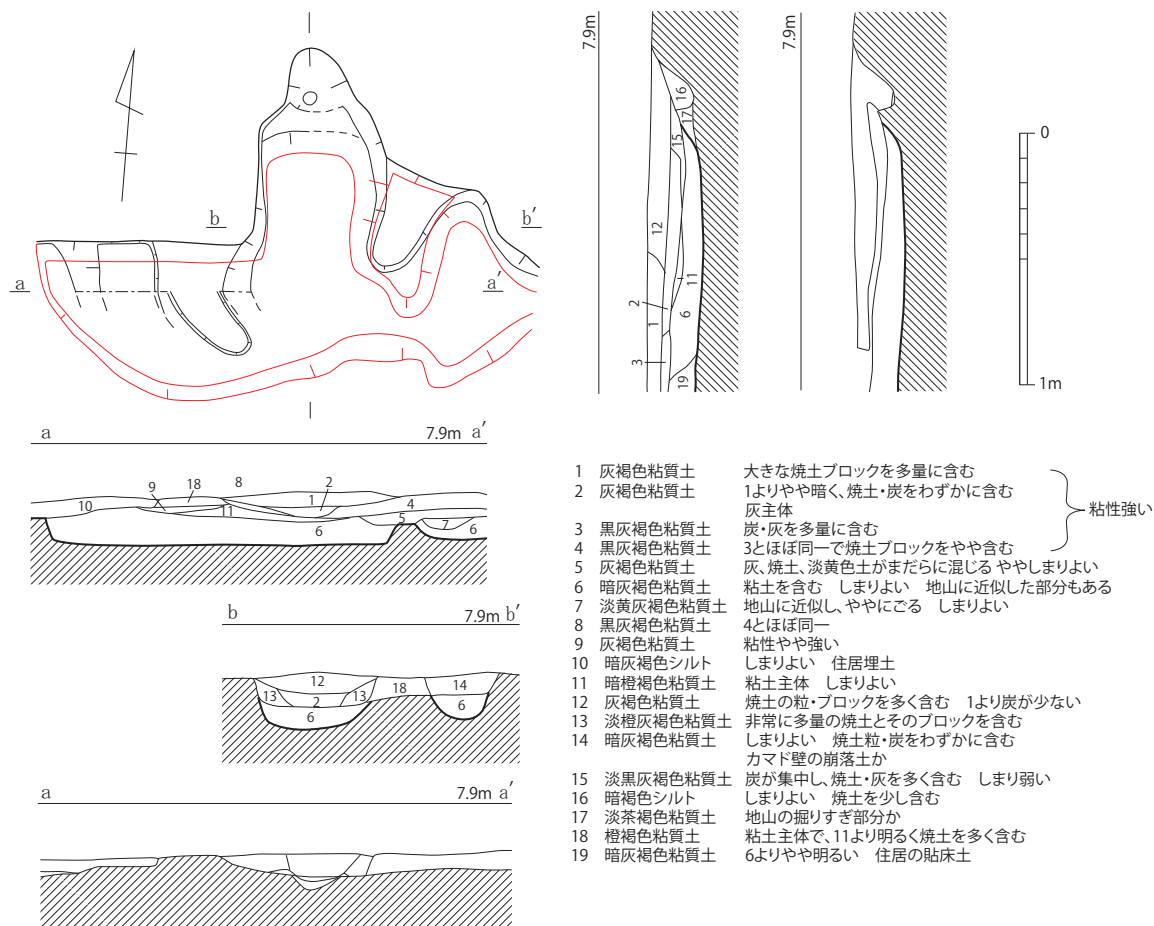 7.9m
7.9m
b
b′
a
a′
16
17
15
12
11
2
1
6
3
19
0
1m
a
7.9m a′
10
9
18
8
2
1
11
4
5
6
7
6
b
7.9m b′
12
13
2
13
18
14
6
6
a
7.9m a′
1 灰褐色粘質土 大きな焼土ブロックを多量に含む
2 灰褐色粘質土 1よりやや暗く、焼土・炭をわずかに含む
灰主体
3 黒灰褐色粘質土 炭・灰を多量に含む
4 黒灰褐色粘質土 3とほぼ同一で焼土ブロックをやや含む
粘性強い
5 灰褐色粘質土 灰、焼土、淡黄色土がまだらに混じる ややしまりよい
6 暗灰褐色粘質土 粘土を含む しまりよい 地山に近似した部分もある
7 淡黄灰褐色粘質土 地山に近似し、ややにごる しまりよい
8 黒灰褐色粘質土 4とほぼ同一
9 灰褐色粘質土 粘性やや強い
10 暗灰褐色シルト しまりよい 住居埋土
11 暗橙褐色粘質土 粘土主体 しまりよい
12 灰褐色粘質土 焼土の粒・ブロックを多く含む 1より炭が少ない
13 淡橙灰褐色粘質土 非常に多量の焼土とそのブロックを含む
14 暗灰褐色粘質土 しまりよい 焼土粒・炭をわずかに含む
カマド壁の崩落土か
15 淡黒灰褐色粘質土 炭が集中し、焼土・灰を多く含む しまり弱い
16 暗褐色シルト しまりよい 焼土を少し含む
17 淡茶褐色粘質土 地山の掘りすぎ部分か
18 橙褐色粘質土 粘土主体で、11より明るく焼土を多く含む
19 暗灰褐色粘質土 6よりやや明るい 住居の貼床土